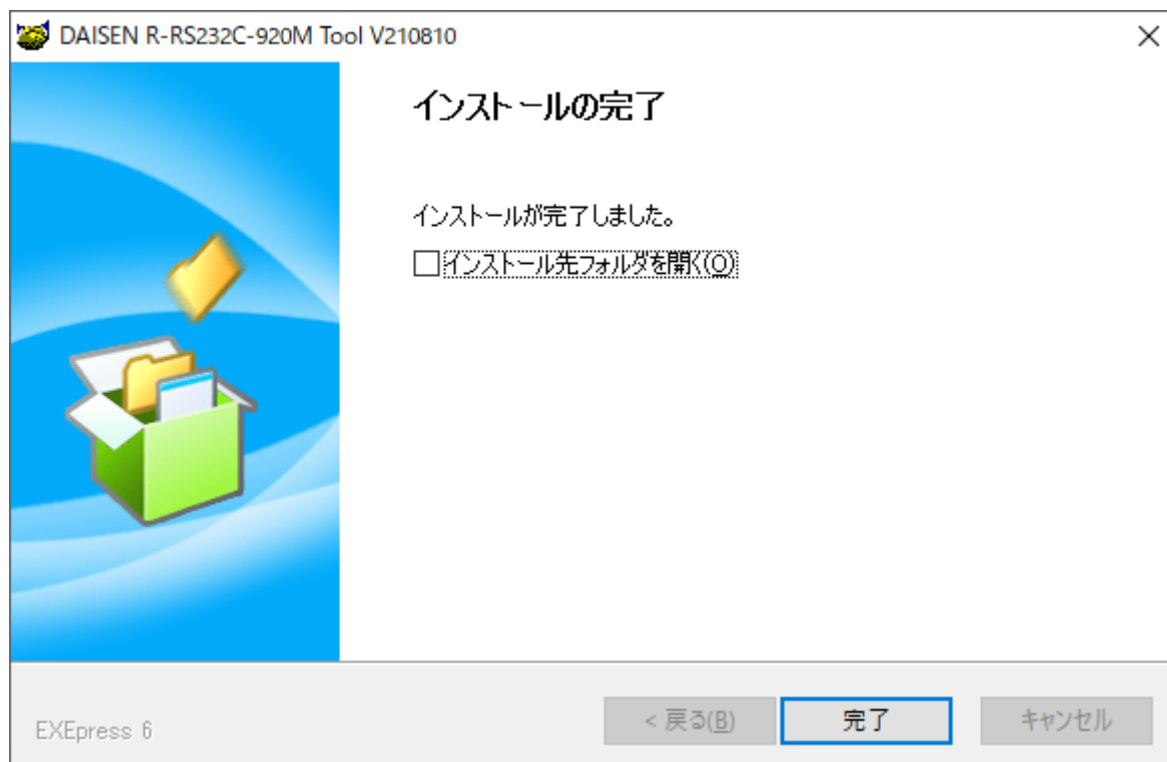 DAISEN R-RS232C-920M Tool V210810
インストールの完了
インストールが完了しました。
インストール先フォルダを開く(O)
EXEpress 6
< 戻る(B)
完了
キャンセル